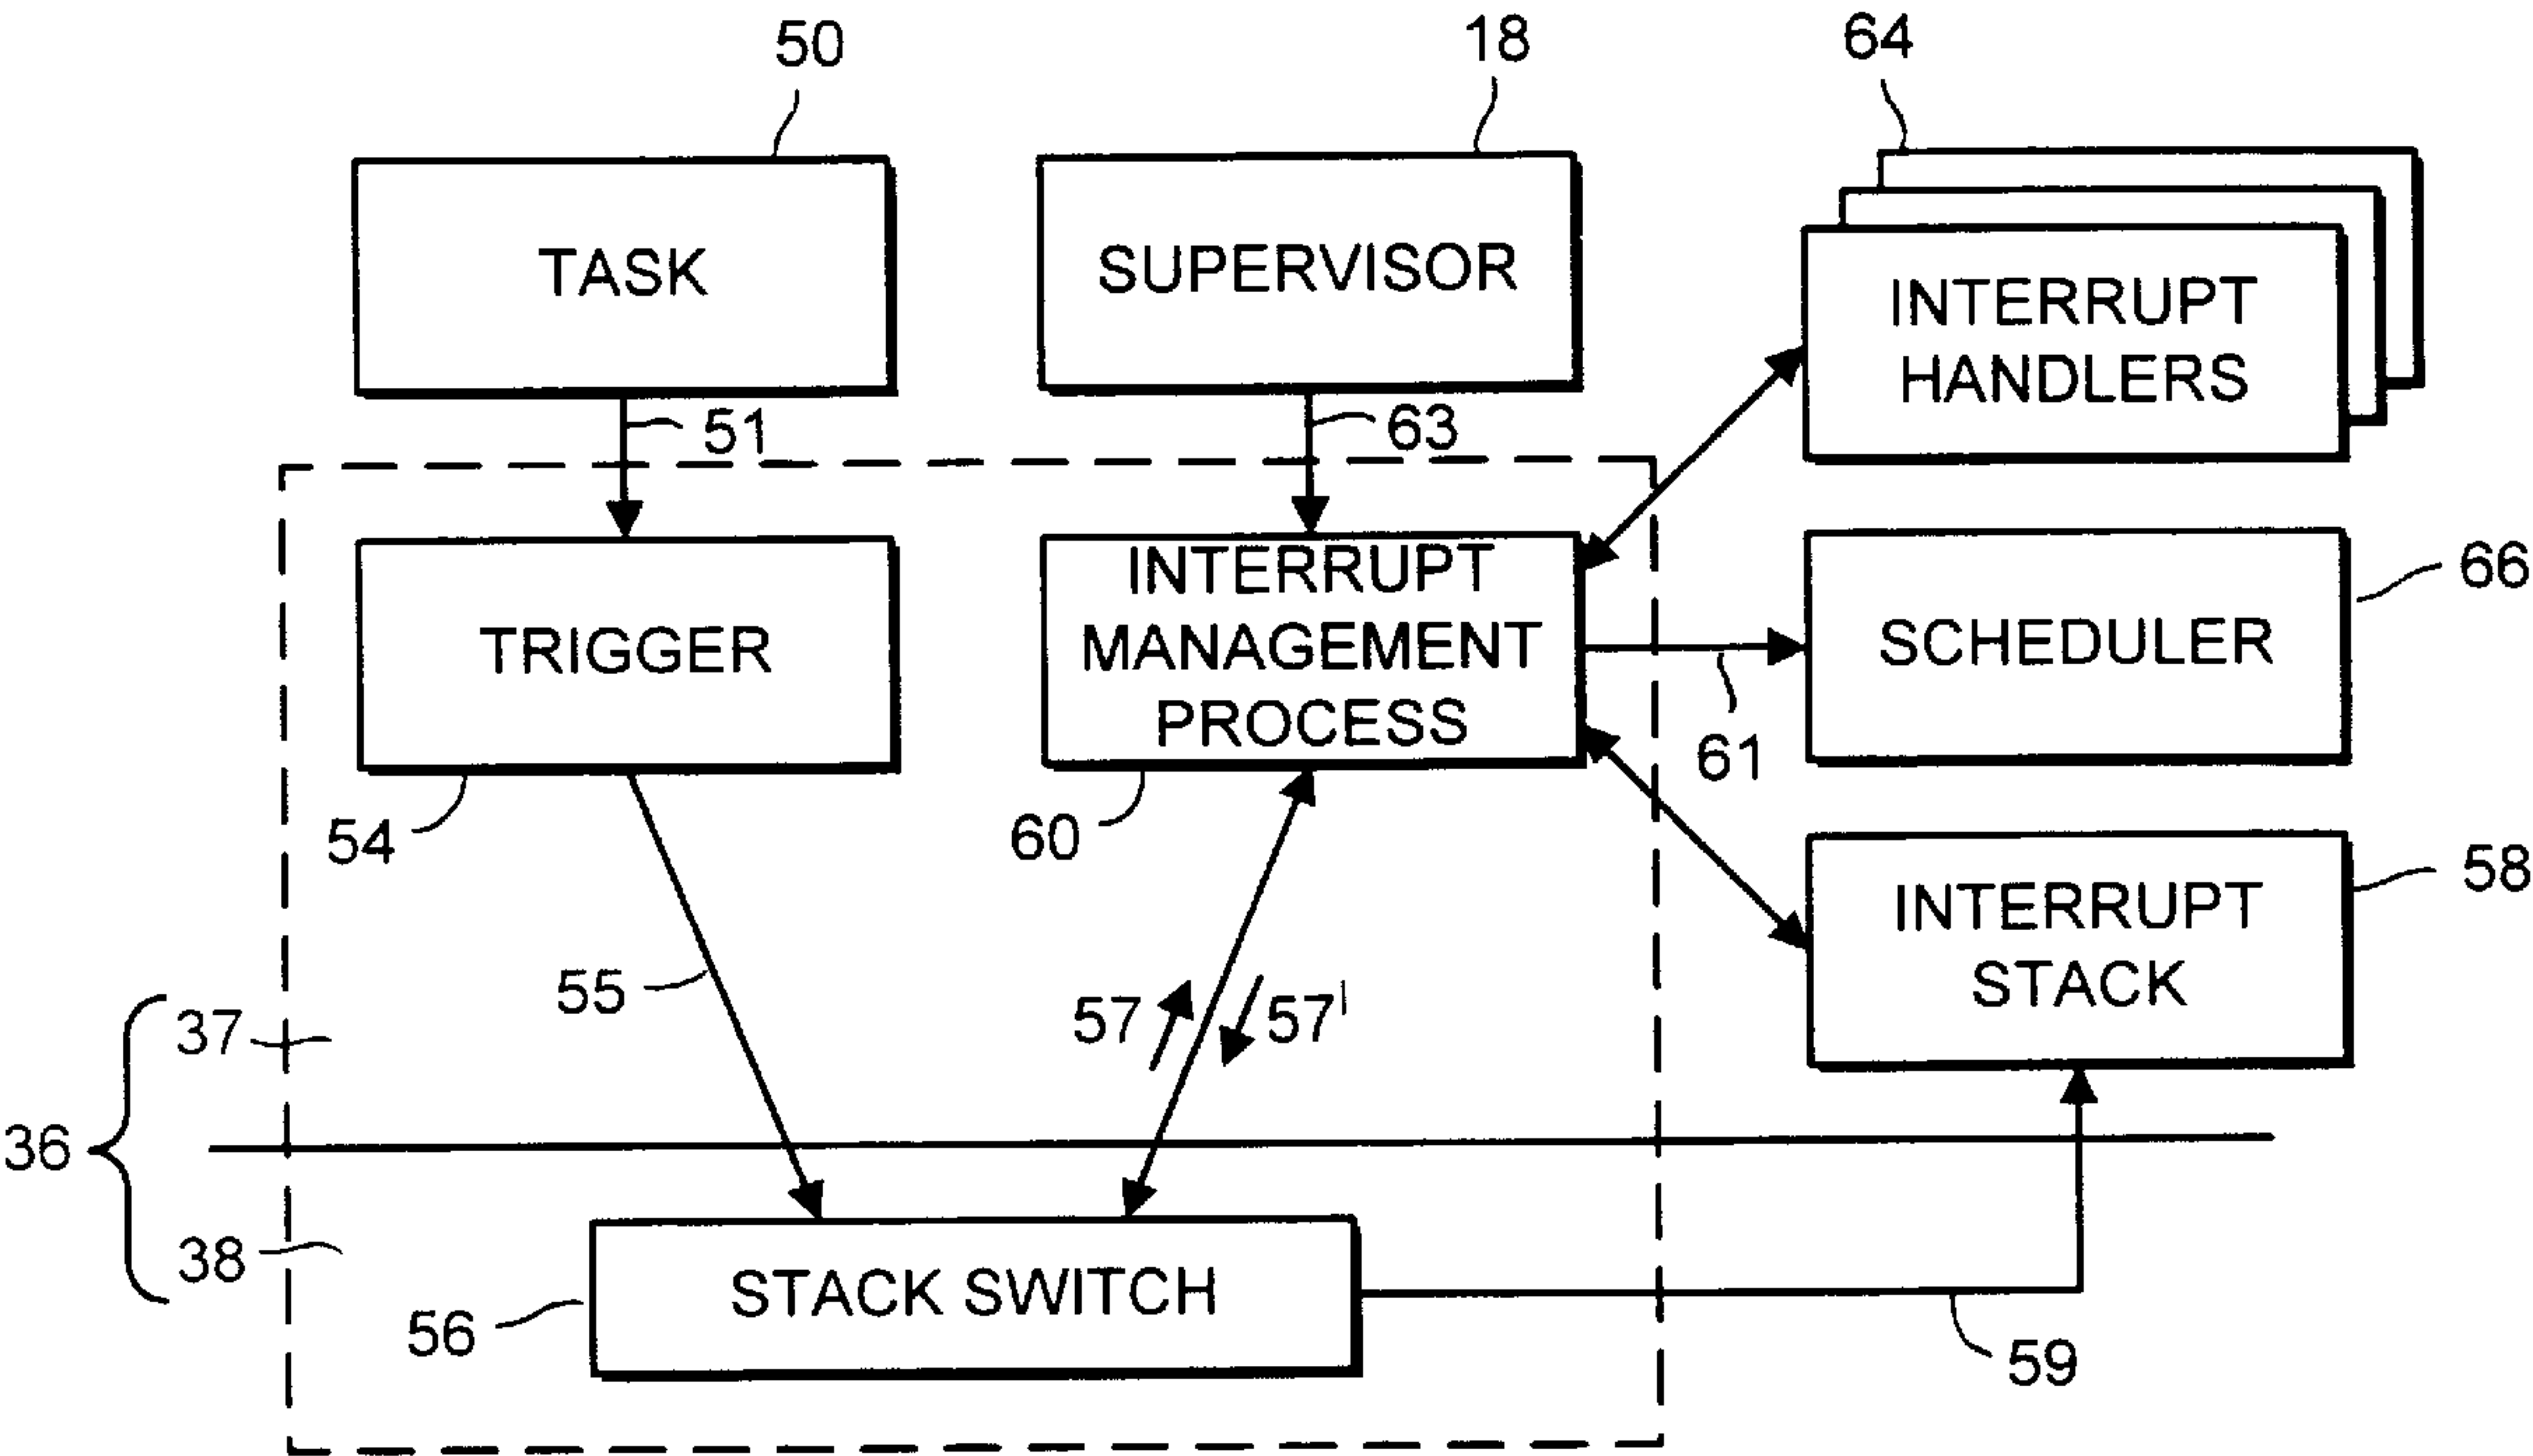 50
18
64
TASK
SUPERVISOR
INTERRUPT
HANDLERS
51
63
TRIGGER
INTERRUPT
MANAGEMENT
PROCESS
SCHEDULER
66
54
60
61
INTERRUPT
STACK
58
55
57
57'
37
36
38
STACK SWITCH
56
59